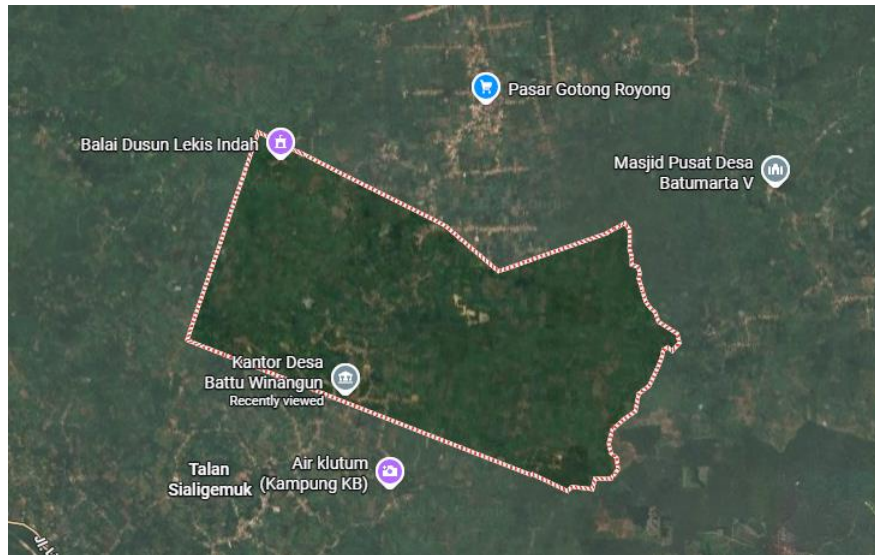 Pasar Gotong Royong
Balai Dusun Lekis Indah
Masjid Pusat Desa
Batumarta V
Kantor Desa
Battu Winangun
Recently viewed
Air klutum
(Kampung KB)
Talan
Sialigemuk